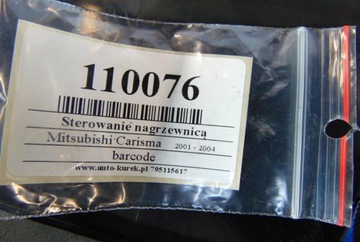 110076
Sterowanie nagrzewnicą
Mitsubishi Carisma 2001 - 2004
barcode
www.auto-kurek.pl 795115617